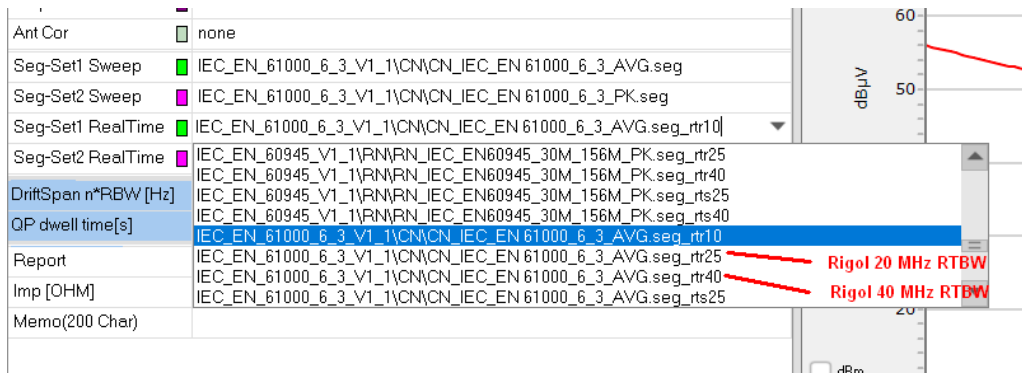 60
Ant Cor none
Seg-Set1 Sweep IEC_EN_61000_6_3_V1_1\CN\CN_IEC_EN 61000_6_3_AVG.seg
dBµV
Seg-Set2 Sweep IEC_EN_61000_6_3_V1_1\CN\CN_IEC_EN 61000_6_3_PK.seg
50
Seg-Set1 RealTime IEC_EN_61000_6_3_V1_1\CN\CN_IEC_EN 61000_6_3_AVG.seg_rtr10
Seg-Set2 RealTime IEC_EN_60945_V1_1\RN\RN_IEC_EN60945_30M_156M_PK.seg_rtr25
IEC_EN_60945_V1_1\RN\RN_IEC_EN60945_30M_156M_PK.seg_rtr40
DriftSpan n*RBW [Hz] IEC_EN_60945_V1_1\RN\RN_IEC_EN60945_30M_156M_PK.seg_rts25
IEC_EN_60945_V1_1\RN\RN_IEC_EN60945_30M_156M_PK.seg_rts40
QP dwell time[s] IEC_EN_61000_6_3_V1_1\CN\CN_IEC_EN 61000_6_3_AVG.seg_rtr10
Report IEC_EN_61000_6_3_V1_1\CN\CN_IEC_EN 61000_6_3_AVG.seg_rtr25 Rigol 20 MHz RTBW
IEC_EN_61000_6_3_V1_1\CN\CN_IEC_EN 61000_6_3_AVG.seg_rtr40
Imp [OHM] IEC_EN_61000_6_3_V1_1\CN\CN_IEC_EN 61000_6_3_AVG.seg_rts25 Rigol 40 MHz RTBW
20
Memo(200 Char)
dBm